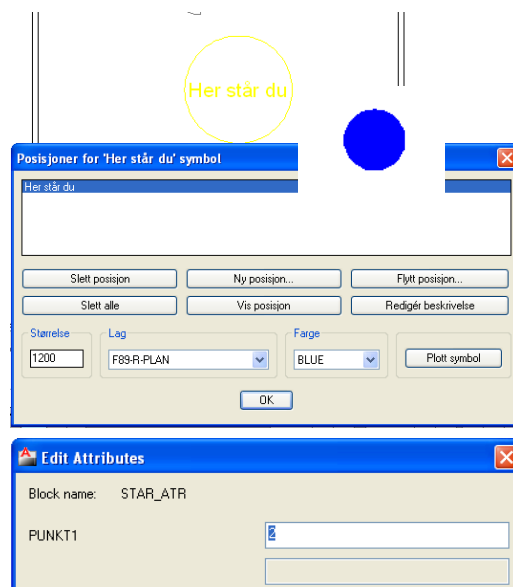 Her står du
Posisjoner for 'Her står du' symbol
Her står du
Slett posisjon
Ny posisjon...
Flytt posisjon...
Slett alle
Vis posisjon
Redigér beskrivelse
Størrelse
Lag
Farge
1200
F89-R-PLAN
BLUE
Plott symbol
OK
Edit Attributes
Block name: STAR_ATR
PUNKT1
2